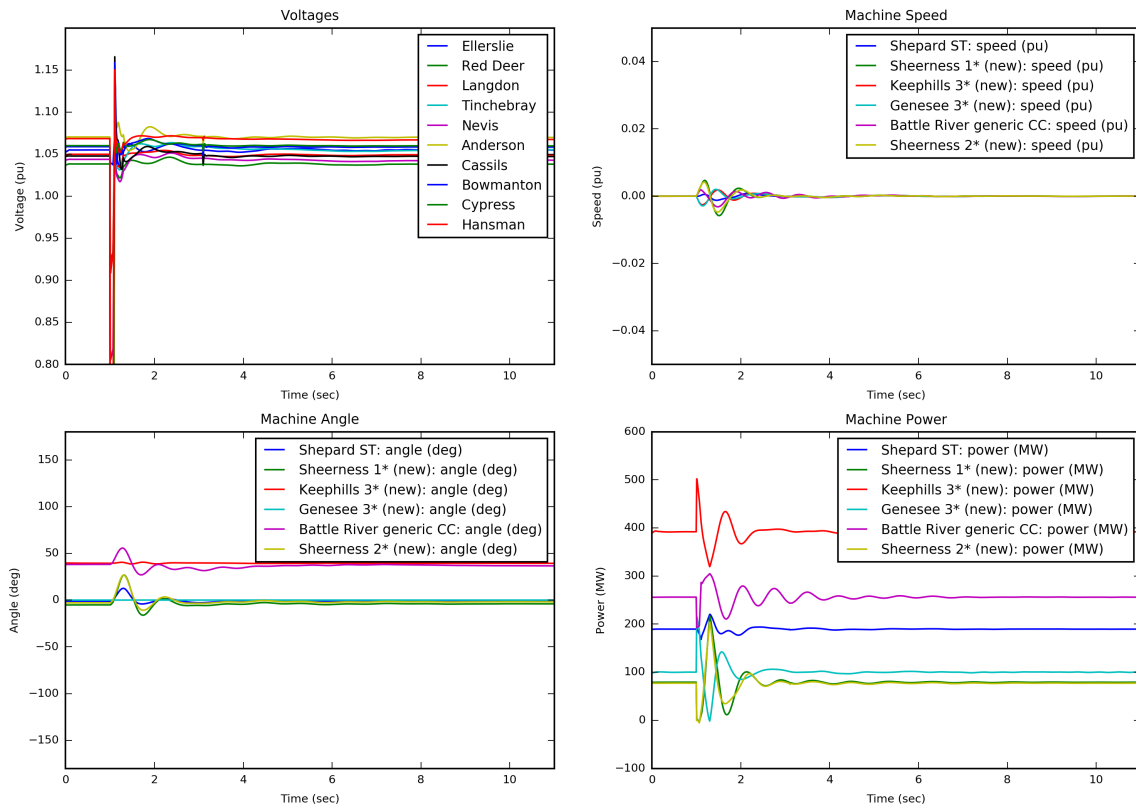 Voltages
1.15
1.10
1.05
1.00
0.95
0.90
0.85
0.80
Voltage (pu)
Ellerslie
Red Deer
Langdon
Tinchebray
Nevis
Anderson
Cassils
Bowmanton
Cypress
Hansman
0 2 4 6 8 10
Time (sec)
Machine Speed
0.04
0.02
0.00
−0.02
−0.04
Speed (pu)
Shepard ST: speed (pu)
Sheerness 1* (new): speed (pu)
Keephills 3* (new): speed (pu)
Genesee 3* (new): speed (pu)
Battle River generic CC: speed (pu)
Sheerness 2* (new): speed (pu)
0 2 4 6 8 10
Time (sec)
Machine Angle
150
100
50
0
−50
−100
−150
Angle (deg)
Shepard ST: angle (deg)
Sheerness 1* (new): angle (deg)
Keephills 3* (new): angle (deg)
Genesee 3* (new): angle (deg)
Battle River generic CC: angle (deg)
Sheerness 2* (new): angle (deg)
0 2 4 6 8 10
Time (sec)
Machine Power
600
500
400
300
200
100
0
−100
Power (MW)
Shepard ST: power (MW)
Sheerness 1* (new): power (MW)
Keephills 3* (new): power (MW)
Genesee 3* (new): power (MW)
Battle River generic CC: power (MW)
Sheerness 2* (new): power (MW)
0 2 4 6 8 10
Time (sec)